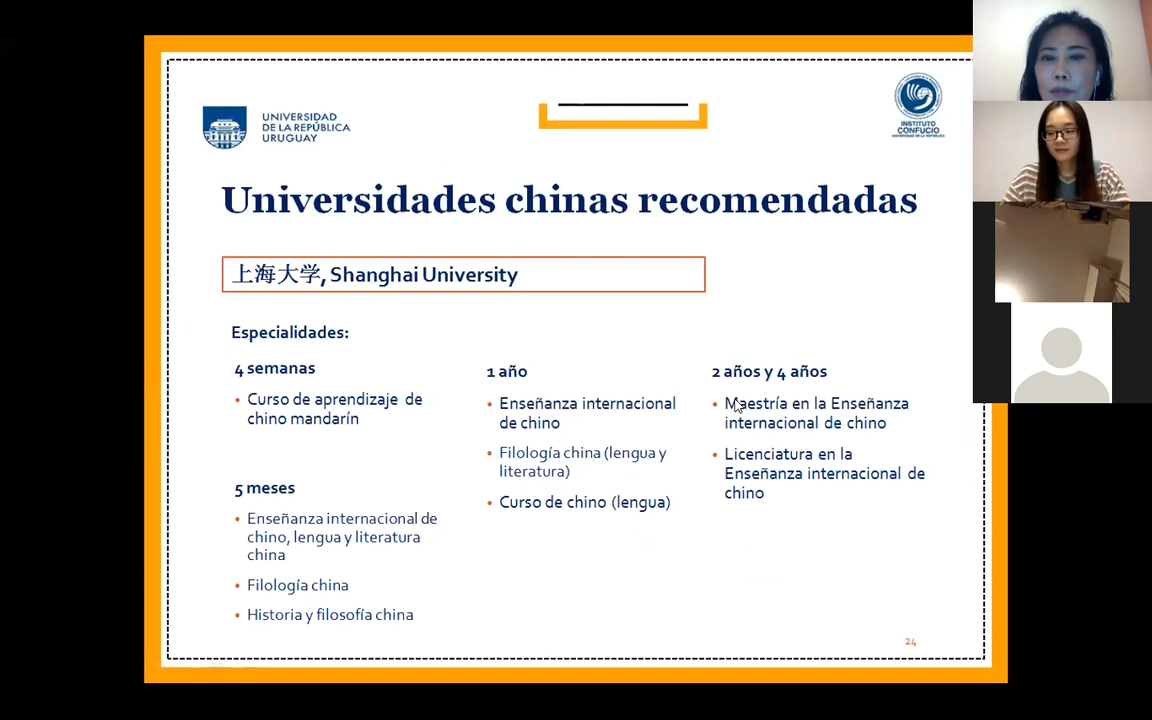 UNIVERSIDAD
DE LA REPÚBLICA
URUGUAY
INSTITUTO
CONFUCIO
Universidades chinas recomendadas
上海大学, Shanghai University
Especialidades:
4 semanas
• Curso de aprendizaje de
chino mandarín
5 meses
• Enseñanza internacional de
chino, lengua y literatura
china
• Filología china
• Historia y filosofía china
1 año
• Enseñanza internacional
de chino
• Filología china (lengua y
literatura)
• Curso de chino (lengua)
2 años y 4 años
• Maestría en la Enseñanza
internacional de chino
• Licenciatura en la
Enseñanza internacional de
chino
24